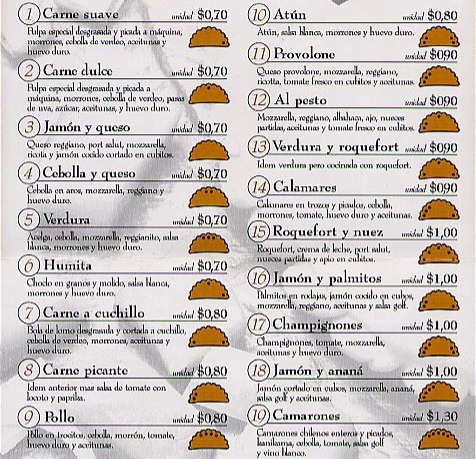 1 Carne suave unidad $0,70
Pulpa especial desgrasada y picada a máquina,
morrones, cebolla de verdeo, aceitunas y
huevo duro.
2 Carne dulce unidad $0,70
Pulpa especial desgrasada y picada a
máquina, morrones, cebolla de verdeo, pasas
de uva, azúcar, aceitunas, y huevo duro.
3 Jamón y queso unidad $0,70
Queso reggiano, port salut, mozzarella,
ricota y jamón cocido cortado en cubitos.
4 Cebolla y queso unidad $0,70
Cebolla en aros, mozzarella, reggiano y
huevo duro.
5 Verdura unidad $0,70
Acelga, cebolla, mozzarella, reggianito, salsa
blanca, morrones y huevo duro.
6 Humita unidad $0,70
Choclo en granos y molido, salsa blanca,
morrones y huevo duro.
7 Carne a cuchillo unidad $0,80
Bola de lomo desgrasada y cortada a cuchillo,
cebolla de verdeo, morrones, aceitunas y
huevo duro.
8 Carne picante unidad $0,80
Idem anterior mas salsa de tomate con
locoto y paprika.
9 Pollo unidad $0,80
Pollo en trocitos, cebolla, morrón, tomate,
huevo duro y aceitunas.
10 Atún unidad $0,80
Atún, salsa blanca, morrones y huevo duro.
11 Provolone unidad $0,90
Queso provolone, mozzarella, reggiano,
ricotta, tomate fresco en cubitos y aceitunas.
12 Al pesto unidad $0,90
Mozzarella, reggiano, albahaca, ajo, nueces
partidas, aceitunas y tomate fresco en cubitos.
13 Verdura y roquefort unidad $0,90
Idem verdura pero cocinada con roquefort.
14 Calamares unidad $0,90
Calamares en trozos y picados, cebolla,
morrones, tomate, huevo duro y aceitunas.
15 Roquefort y nuez unidad $1,00
Roquefort, crema de leche, port salut,
nueces partidas y apio en cubitos.
16 Jamón y palmitos unidad $1,00
Palmitos en rodajas, jamón cocido en cubos,
mozzarella, reggiano, aceitunas y salsa golf.
17 Champignones unidad $1,00
Champignones, tomate, mozzarella,
aceitunas y huevo duro.
18 Jamón y ananá unidad $1,00
Jamón cortado en cubos, mozzarella, ananá,
salsa golf y aceitunas.
19 Camarones unidad $1,30
Camarones chilenos enteros y picados,
kanikama, cebolla, tomate, salsa golf
y vino blanco.